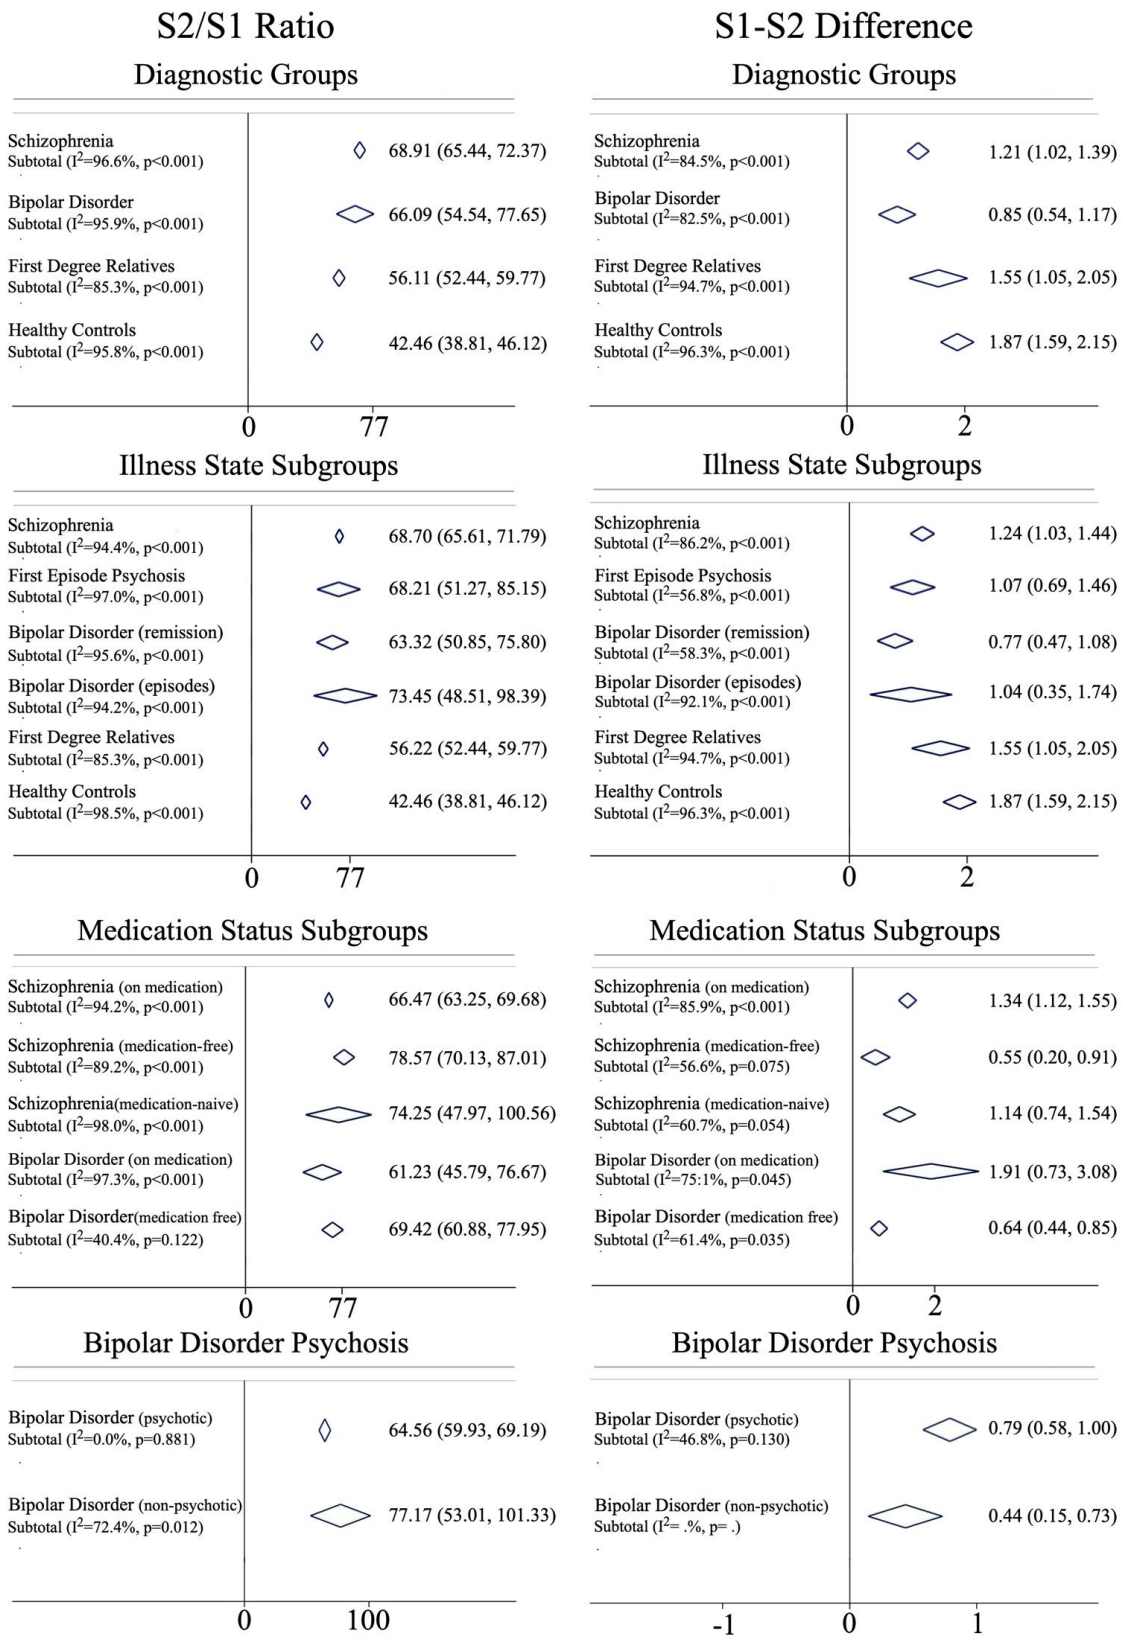 S2/S1 Ratio
Diagnostic Groups
Schizophrenia
Subtotal (I²=96.6%, p<0.001)
68.91 (65.44, 72.37)
Bipolar Disorder
Subtotal (I²=95.9%, p<0.001)
66.09 (54.54, 77.65)
First Degree Relatives
Subtotal (I²=85.3%, p<0.001)
56.11 (52.44, 59.77)
Healthy Controls
Subtotal (I²=95.8%, p<0.001)
42.46 (38.81, 46.12)
0 77
Illness State Subgroups
Schizophrenia
Subtotal (I²=94.4%, p<0.001)
68.70 (65.61, 71.79)
First Episode Psychosis
Subtotal (I²=97.0%, p<0.001)
68.21 (51.27, 85.15)
Bipolar Disorder (remission)
Subtotal (I²=95.6%, p<0.001)
63.32 (50.85, 75.80)
Bipolar Disorder (episodes)
Subtotal (I²=94.2%, p<0.001)
73.45 (48.51, 98.39)
First Degree Relatives
Subtotal (I²=85.3%, p<0.001)
56.22 (52.44, 59.77)
Healthy Controls
Subtotal (I²=98.5%, p<0.001)
42.46 (38.81, 46.12)
0 77
Medication Status Subgroups
Schizophrenia (on medication)
Subtotal (I²=94.2%, p<0.001)
66.47 (63.25, 69.68)
Schizophrenia (medication-free)
Subtotal (I²=89.2%, p<0.001)
78.57 (70.13, 87.01)
Schizophrenia(medication-naive)
Subtotal (I²=98.0%, p<0.001)
74.25 (47.97, 100.56)
Bipolar Disorder (on medication)
Subtotal (I²=97.3%, p<0.001)
61.23 (45.79, 76.67)
Bipolar Disorder(medication free)
Subtotal (I²=40.4%, p=0.122)
69.42 (60.88, 77.95)
0 77
Bipolar Disorder Psychosis
Bipolar Disorder (psychotic)
Subtotal (I²=0.0%, p=0.881)
64.56 (59.93, 69.19)
Bipolar Disorder (non-psychotic)
Subtotal (I²=72.4%, p=0.012)
77.17 (53.01, 101.33)
0 100
S1-S2 Difference
Diagnostic Groups
Schizophrenia
Subtotal (I²=84.5%, p<0.001)
1.21 (1.02, 1.39)
Bipolar Disorder
Subtotal (I²=82.5%, p<0.001)
0.85 (0.54, 1.17)
First Degree Relatives
Subtotal (I²=94.7%, p<0.001)
1.55 (1.05, 2.05)
Healthy Controls
Subtotal (I²=96.3%, p<0.001)
1.87 (1.59, 2.15)
0 2
Illness State Subgroups
Schizophrenia
Subtotal (I²=86.2%, p<0.001)
1.24 (1.03, 1.44)
First Episode Psychosis
Subtotal (I²=56.8%, p<0.001)
1.07 (0.69, 1.46)
Bipolar Disorder (remission)
Subtotal (I²=58.3%, p<0.001)
0.77 (0.47, 1.08)
Bipolar Disorder (episodes)
Subtotal (I²=92.1%, p<0.001)
1.04 (0.35, 1.74)
First Degree Relatives
Subtotal (I²=94.7%, p<0.001)
1.55 (1.05, 2.05)
Healthy Controls
Subtotal (I²=96.3%, p<0.001)
1.87 (1.59, 2.15)
0 2
Medication Status Subgroups
Schizophrenia (on medication)
Subtotal (I²=85.9%, p<0.001)
1.34 (1.12, 1.55)
Schizophrenia (medication-free)
Subtotal (I²=56.6%, p=0.075)
0.55 (0.20, 0.91)
Schizophrenia (medication-naive)
Subtotal (I²=60.7%, p=0.054)
1.14 (0.74, 1.54)
Bipolar Disorder (on medication)
Subtotal (I²=75:1%, p=0.045)
1.91 (0.73, 3.08)
Bipolar Disorder (medication free)
Subtotal (I²=61.4%, p=0.035)
0.64 (0.44, 0.85)
0 2
Bipolar Disorder Psychosis
Bipolar Disorder (psychotic)
Subtotal (I²=46.8%, p=0.130)
0.79 (0.58, 1.00)
Bipolar Disorder (non-psychotic)
Subtotal (I²= .%, p= .)
0.44 (0.15, 0.73)
-1 0 1